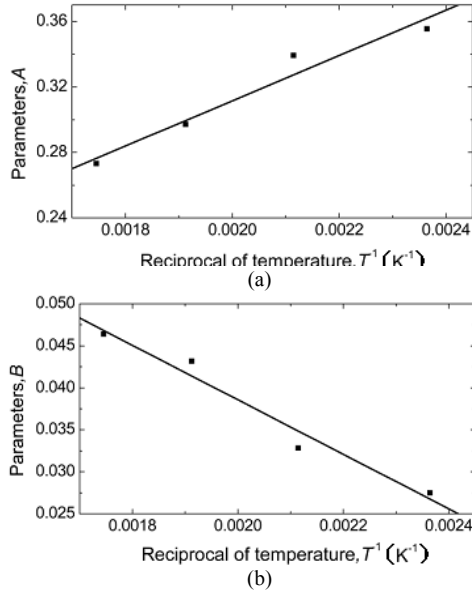 0.36
0.32
0.28
0.24
Parameters,A
0.0018 0.0020 0.0022 0.0024
Reciprocal of temperature,T¹(K⁻¹)
(a)
0.050
0.045
0.040
0.035
0.030
0.025
Parameters,B
0.0018 0.0020 0.0022 0.0024
Reciprocal of temperature,T¹(K⁻¹)
(b)